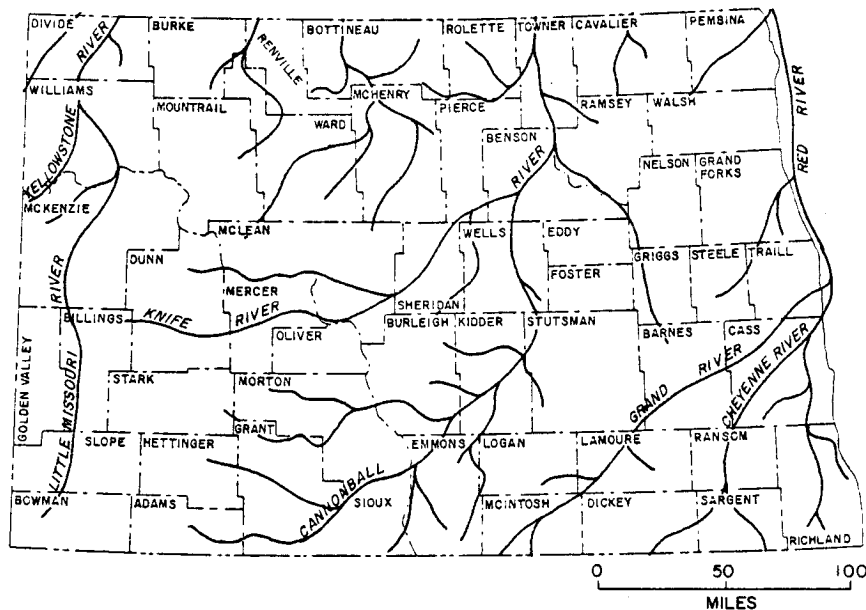 DIVIDE
RIVER
BURKE
RENVILLE
BOTTINEAU
ROLETTE
TOWNER
CAVALIER
PEMBINA
WILLIAMS
MOUNTRAIL
WARD
MCHENRY
PIERCE
RAMSEY
WALSH
RED RIVER
BENSON
NELSON
GRAND
FORKS
YELLOWSTONE
MCKENZIE
RIVER
MCLEAN
RIVER
WELLS
EDDY
DUNN
FOSTER
GRIGGS
STEELE
TRAILL
MERCER
SHERIDAN
BILLINGS
KNIFE
RIVER
OLIVER
BURLEIGH
KIDDER
STUTSMAN
BARNES
CASS
GOLDEN VALLEY
LITTLE MISSOURI
STARK
MORTON
GRAND
RIVER
CHEYENNE RIVER
SLOPE
HETTINGER
GRANT
EMMONS
LOGAN
LAMOURE
RANSOM
BOWMAN
ADAMS
CANNONBALL
SIOUX
MCINTOSH
DICKEY
SARGENT
RICHLAND
0 50 100
MILES